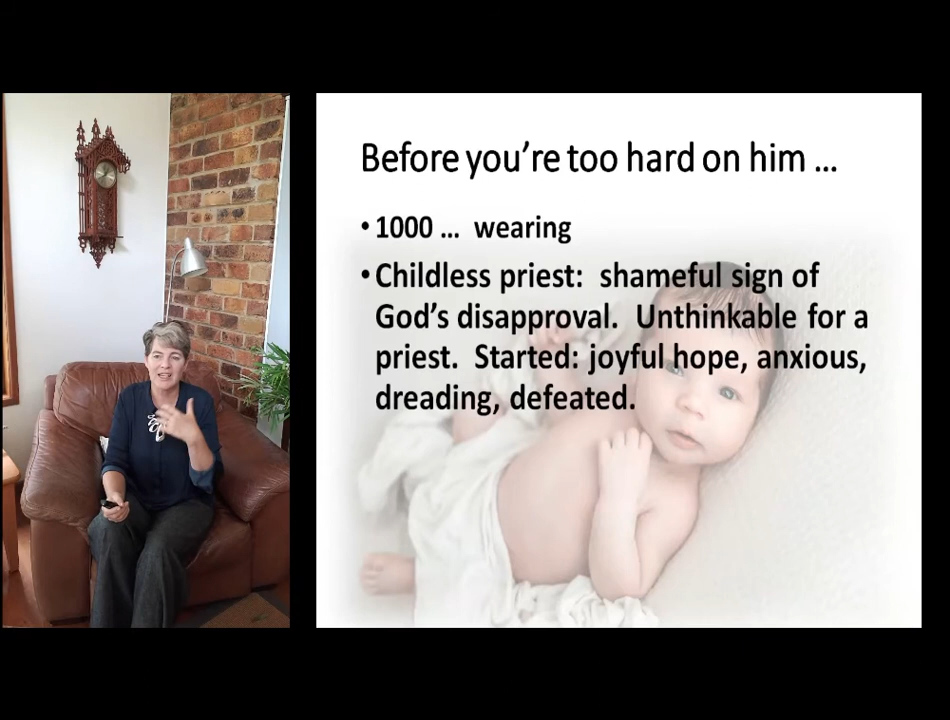 Before you're too hard on him ...
• 1000 ... wearing
• Childless priest: shameful sign of
God's disapproval. Unthinkable for a
priest. Started: joyful hope, anxious,
dreading, defeated.